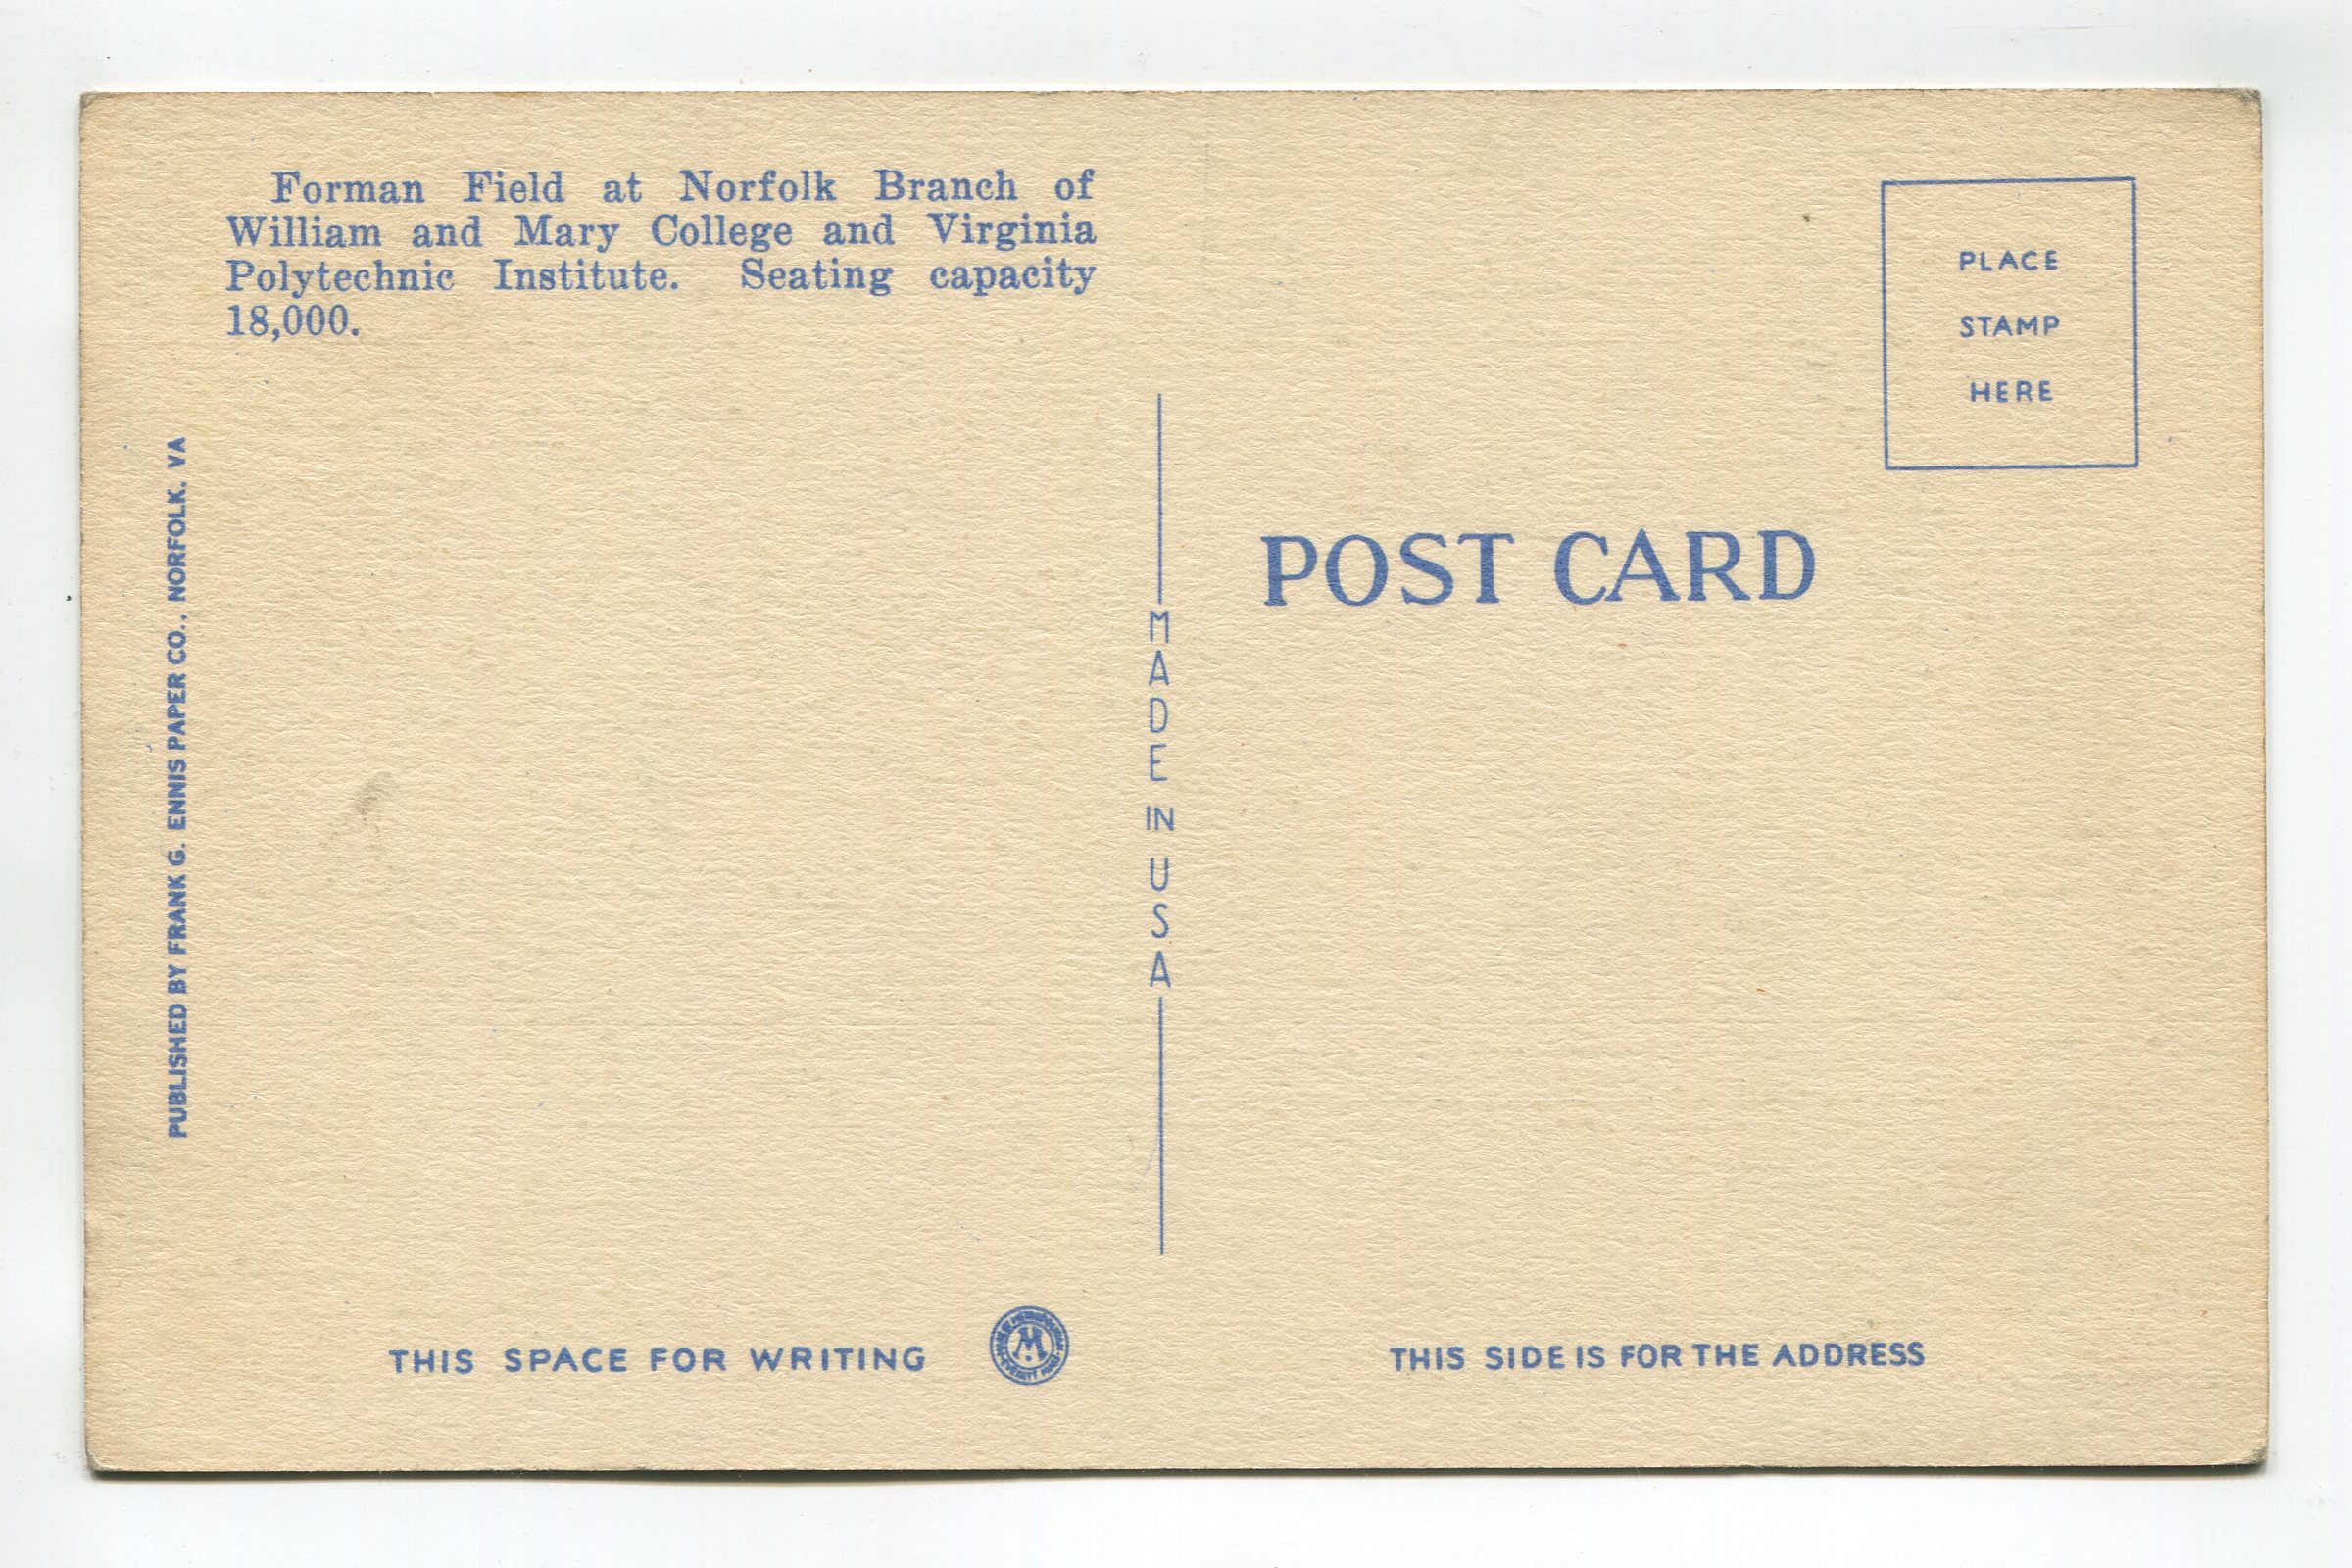 Forman Field at Norfolk Branch of
William and Mary College and Virginia
Polytechnic Institute. Seating capacity
18,000.
PUBLISHED BY FRANK G. ENNIS PAPER CO., NORFOLK. VA
MADE IN USA
PLACE
STAMP
HERE
POST CARD
THIS SPACE FOR WRITING
M
THIS SIDE IS FOR THE ADDRESS